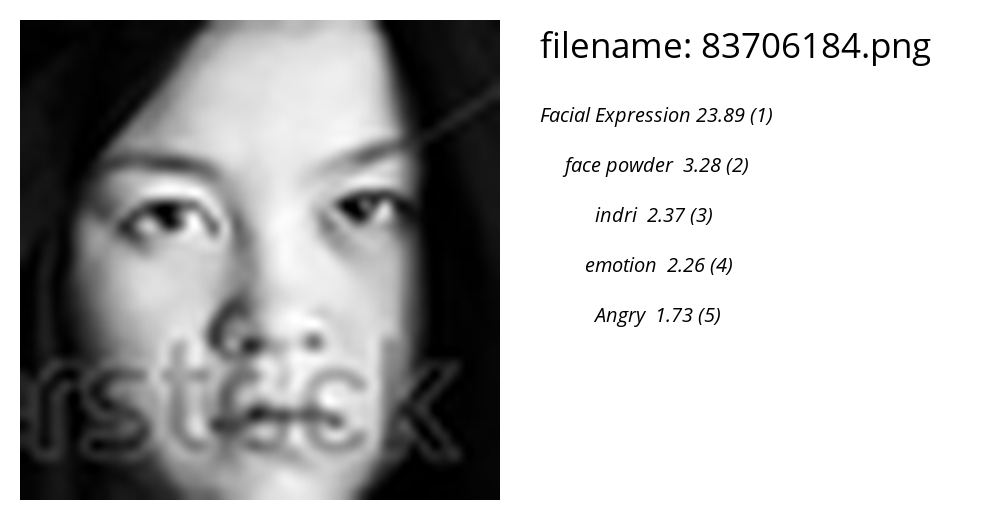 filename: 83706184.png
Facial Expression 23.89 (1)
face powder 3.28 (2)
indri 2.37 (3)
emotion 2.26 (4)
Angry 1.73 (5)
rstock